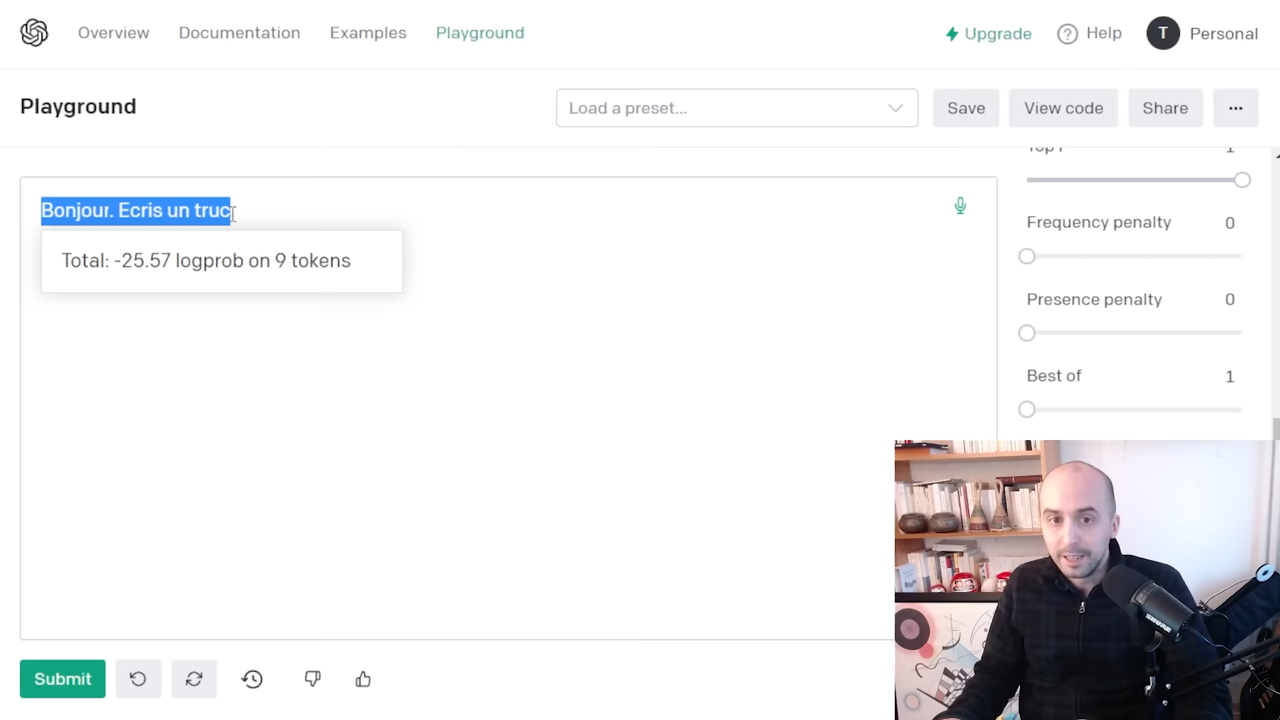 Overview Documentation Examples Playground Upgrade Help T Personal
Playground Load a preset... Save View code Share ...
1
Bonjour. Ecris un truc
Total: -25.57 logprob on 9 tokens
Frequency penalty 0
Presence penalty 0
Best of 1
Submit